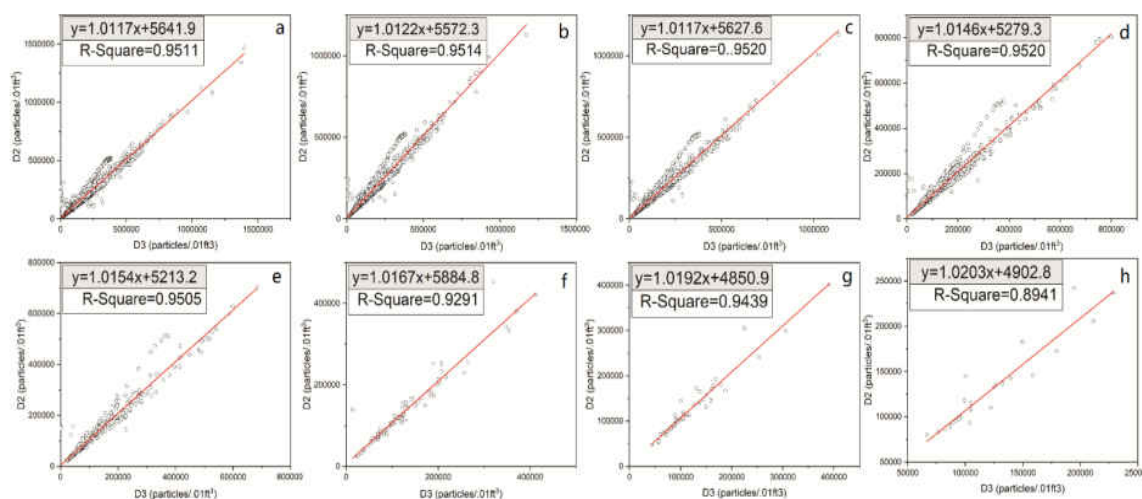 y=1.0117x+5641.9
R-Square=0.9511
a
1500000
1000000
500000
0
D2 (particles/.01ft³)
0
500000
1000000
1500000
D3 (particles/.01ft3)
y=1.0122x+5572.3
R-Square=0.9514
b
1000000
500000
0
D2 (particles/.01ft³)
0
500000
1000000
1500000
D3 (particles/.01ft³)
y=1.0117x+5627.6
R-Square=0..9520
c
1000000
500000
0
D2 (particles/.01ft³)
0
500000
1000000
D3 (particles/.01ft³)
y=1.0146x+5279.3
R-Square=0.9520
d
800000
600000
400000
200000
0
D2 (particles/.01ft³)
0
200000
400000
600000
800000
D3 (particles/.01ft³)
y=1.0154x+5213.2
R-Square=0.9505
e
800000
600000
400000
200000
0
D2 (particles/.01ft³)
0
200000
400000
600000
800000
D3 (particles/.01ft³)
y=1.0167x+5884.8
R-Square=0.9291
f
400000
200000
0
D2 (particles/.01ft³)
0
200000
400000
D3 (particles/.01ft³)
y=1.0192x+4850.9
R-Square=0.9439
g
400000
300000
200000
100000
0
D2 (particles/.01ft³)
0
100000
200000
300000
400000
D3 (particles/.01ft3)
y=1.0203x+4902.8
R-Square=0.8941
h
250000
200000
150000
100000
50000
D2 (particles/.01ft³)
50000
100000
150000
200000
2500
D3 (particles/.01ft³)